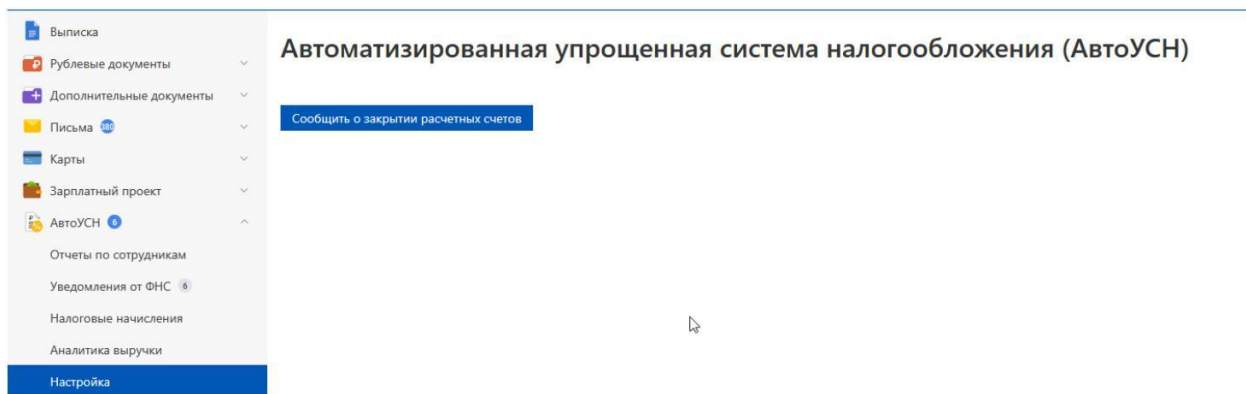 Выписка
Рублевые документы
Дополнительные документы
Письма 380
Карты
Зарплатный проект
АвтоУСН 6
Отчеты по сотрудникам
Уведомления от ФНС 6
Налоговые начисления
Аналитика выручки
Настройка
Автоматизированная упрощенная система налогообложения (АвтоУСН)
Сообщить о закрытии расчетных счетов